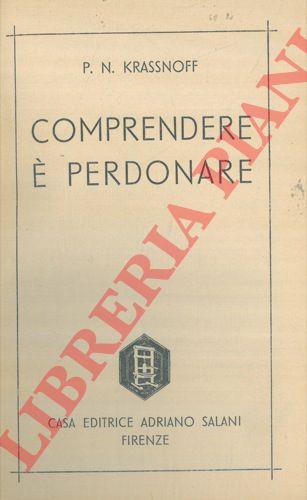 P. N. KRASSNOFF
COMPRENDERE
È PERDONARE
LIBRERIA PIANI
CASA EDITRICE ADRIANO SALANI
FIRENZE